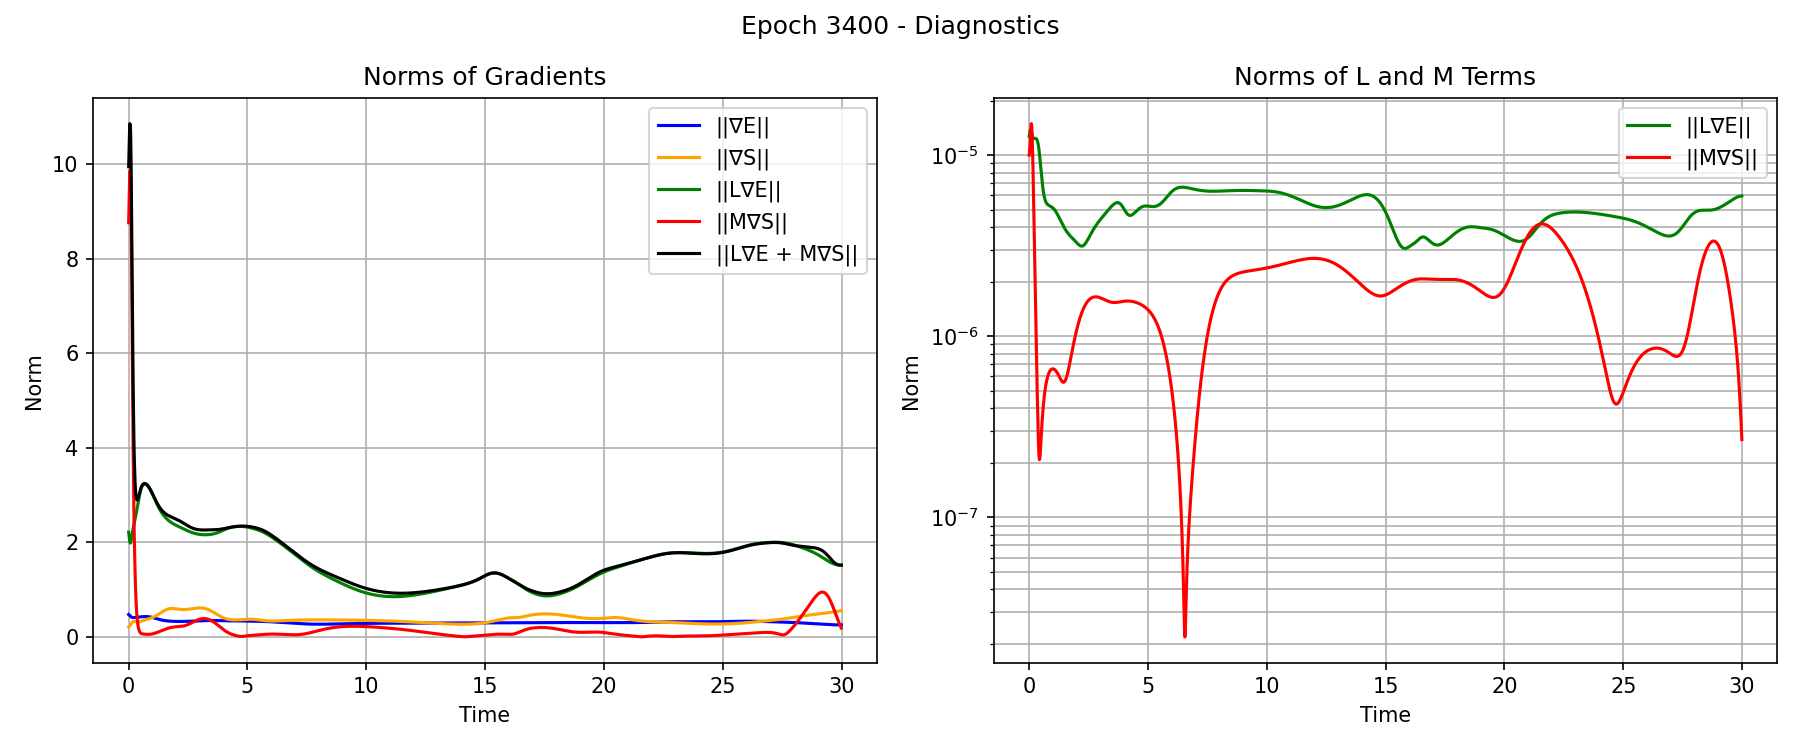 Epoch 3400 - Diagnostics
Norms of Gradients
Norm
10
8
6
4
2
0
||∇E||
||∇S||
||L∇E||
||M∇S||
||L∇E + M∇S||
0 5 10 15 20 25 30
Time
Norms of L and M Terms
Norm
10⁻⁵
10⁻⁶
10⁻⁷
||L∇E||
||M∇S||
0 5 10 15 20 25 30
Time